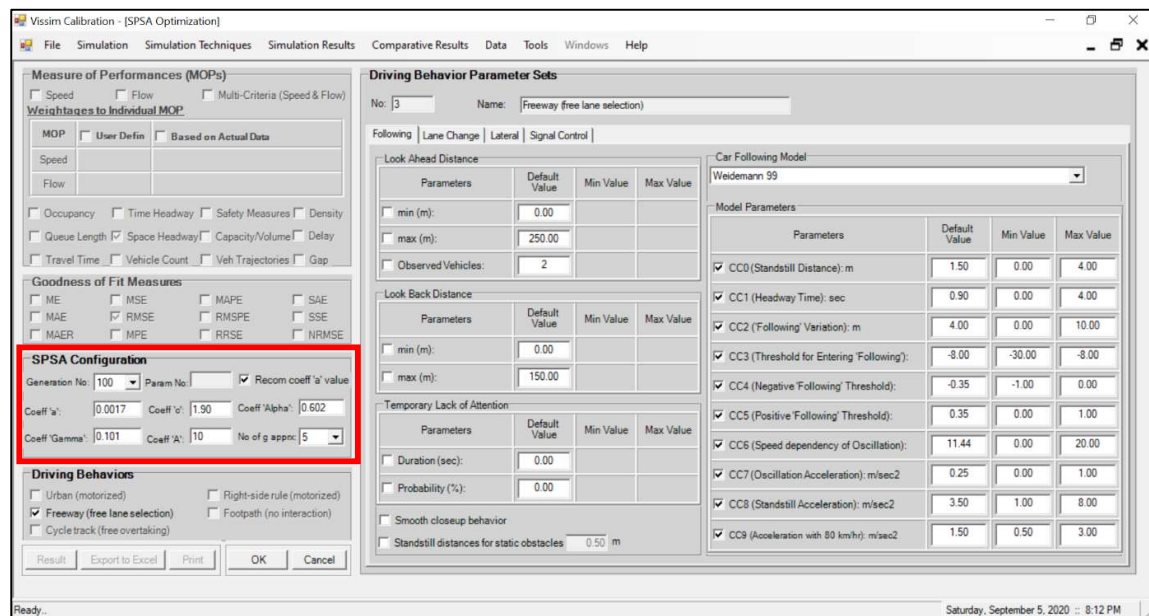 Vissim Calibration - [SPSA Optimization]
File Simulation Simulation Techniques Simulation Results Comparative Results Data Tools Windows Help
Measure of Performances (MOPs)
Speed Flow Multi-Criteria (Speed & Flow)
Weightages to Individual MOP
MOP User Defin Based on Actual Data
Speed
Flow
Occupancy Time Headway Safety Measures Density
Queue Length Space Headway Capacity/Volume Delay
Travel Time Vehicle Count Veh Trajectories Gap
Goodness of Fit Measures
ME MSE MAPE SAE
MAE RMSE RMSPE SSE
MAER MPE RRSE NRMSE
SPSA Configuration
Generation No: 100 Param No: Recom coeff 'a' value
Coeff 'a': 0.0017 Coeff 'c': 1.90 Coeff 'Alpha': 0.602
Coeff 'Gamma': 0.101 Coeff 'A': 10 No of g appnx: 5
Driving Behaviors
Urban (motorized) Right-side rule (motorized)
Freeway (free lane selection) Footpath (no interaction)
Cycle track (free overtaking)
Result Export to Excel Print OK Cancel
Driving Behavior Parameter Sets
No: 3 Name: Freeway (free lane selection)
Following Lane Change Lateral Signal Control
Look Ahead Distance
Parameters Default Value Min Value Max Value
min (m): 0.00
max (m): 250.00
Observed Vehicles: 2
Look Back Distance
Parameters Default Value Min Value Max Value
min (m): 0.00
max (m): 150.00
Temporary Lack of Attention
Parameters Default Value Min Value Max Value
Duration (sec): 0.00
Probability (%): 0.00
Smooth closeup behavior
Standstill distances for static obstacles 0.50 m
Car Following Model
Weidemann 99
Model Parameters
Parameters Default Value Min Value Max Value
CC0 (Standstill Distance): m 1.50 0.00 4.00
CC1 (Headway Time): sec 0.90 0.00 4.00
CC2 ('Following' Variation): m 4.00 0.00 10.00
CC3 (Threshold for Entering 'Following'): -8.00 -30.00 -8.00
CC4 (Negative 'Following' Threshold): -0.35 -1.00 0.00
CC5 (Positive 'Following' Threshold): 0.35 0.00 1.00
CC6 (Speed dependency of Oscillation): 11.44 0.00 20.00
CC7 (Oscillation Acceleration): m/sec2 0.25 0.00 1.00
CC8 (Standstill Acceleration): m/sec2 3.50 1.00 8.00
CC9 (Acceleration with 80 km/hr): m/sec2 1.50 0.50 3.00
Ready.. Saturday, September 5, 2020 :: 8:12 PM